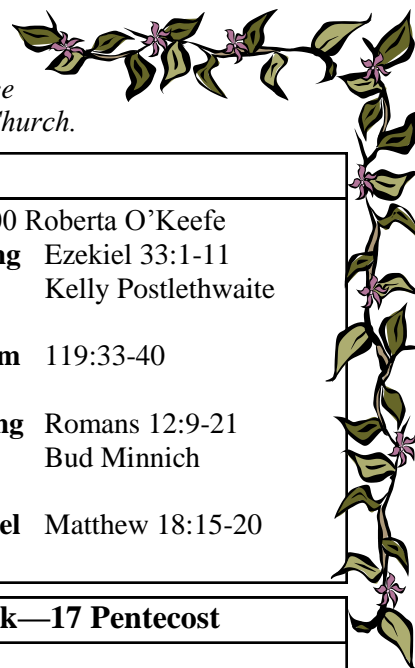 Church.
00 Roberta O’Keefe
ng Ezekiel 33:1-11
Kelly Postlethwaite
m 119:33-40
ng Romans 12:9-21
Bud Minnich
el Matthew 18:15-20
k—17 Pentecost